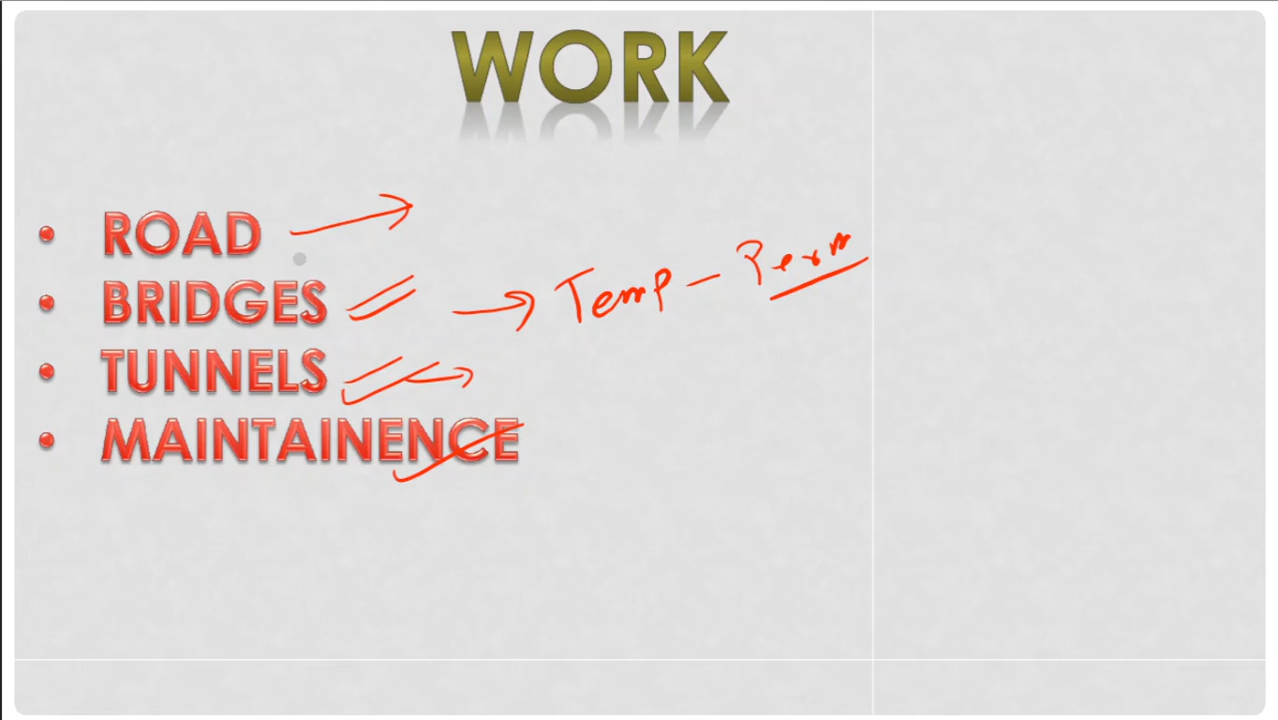 WORK
• ROAD
• BRIDGES → Temp - Perm
• TUNNELS
• MAINTAINENCE